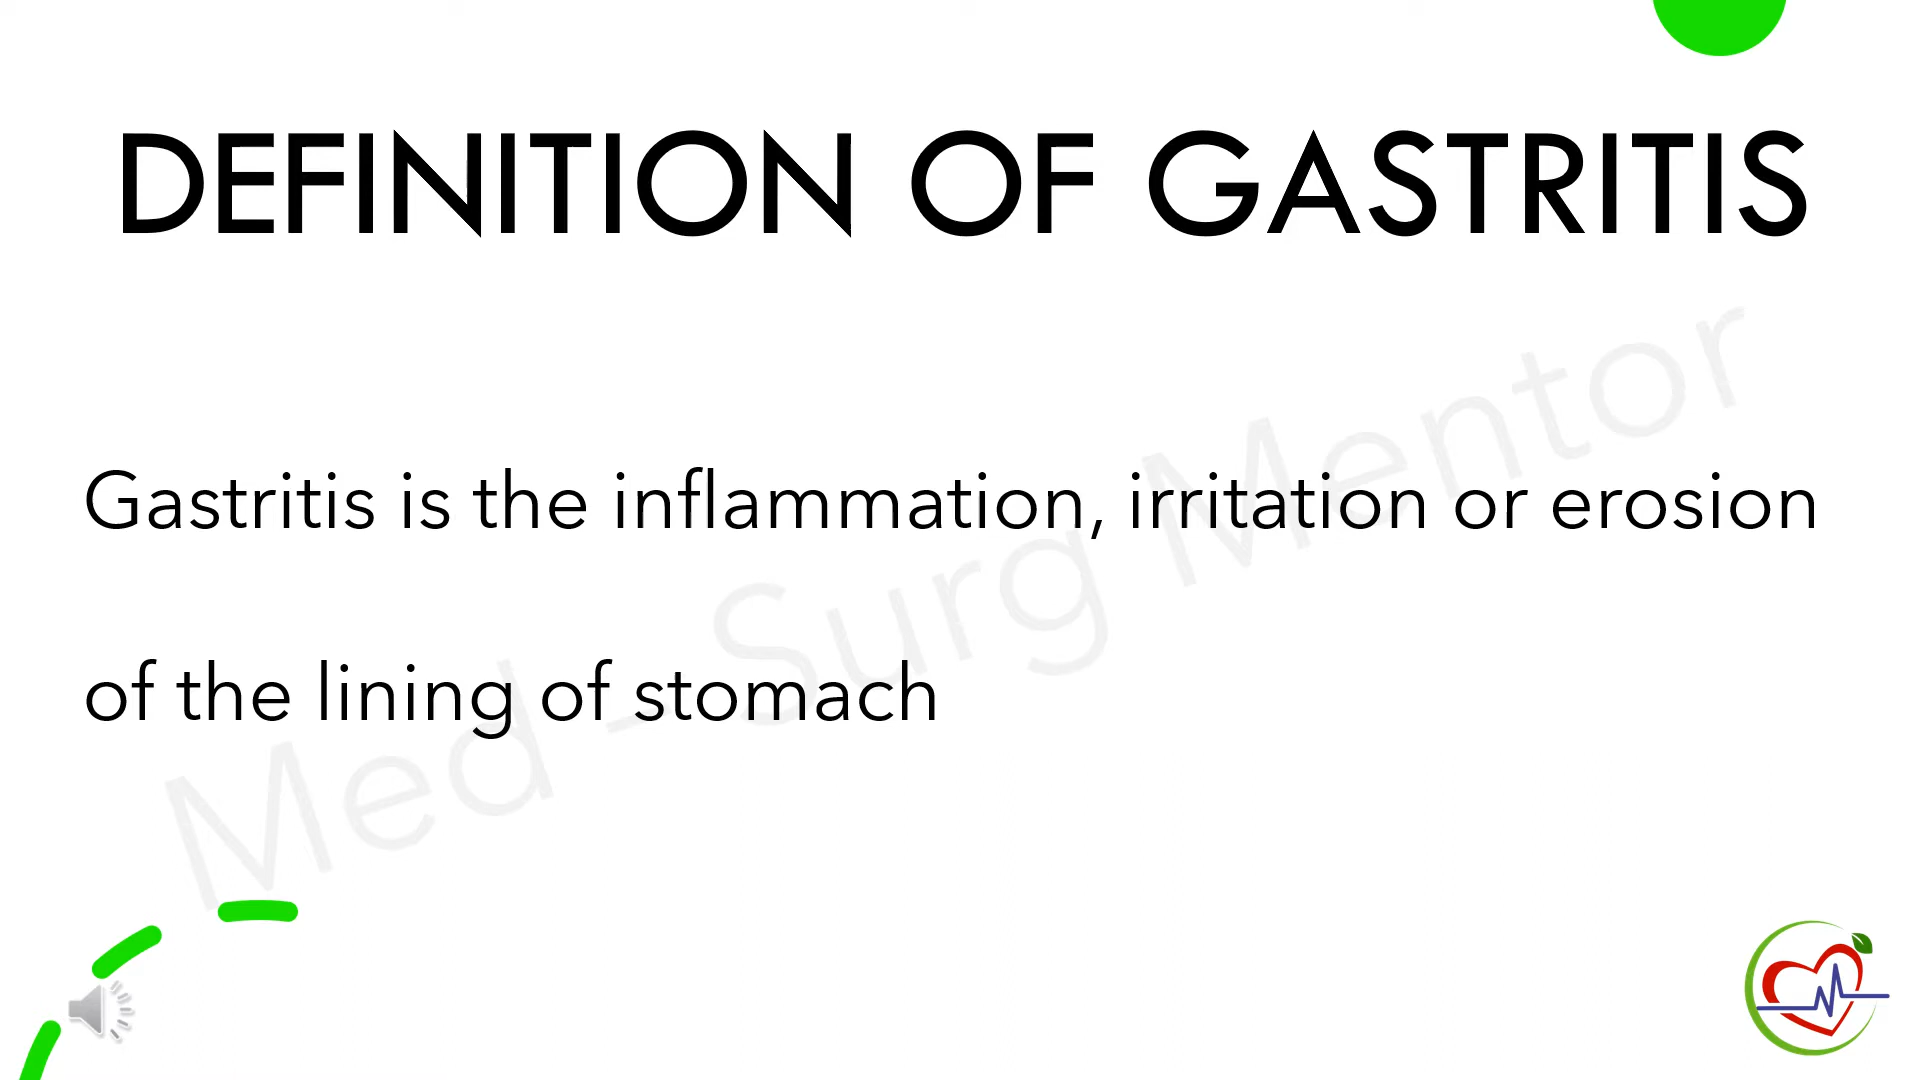 DEFINITION OF GASTRITIS
Gastritis is the inflammation, irritation or erosion
of the lining of stomach
Med - Surg Mentor